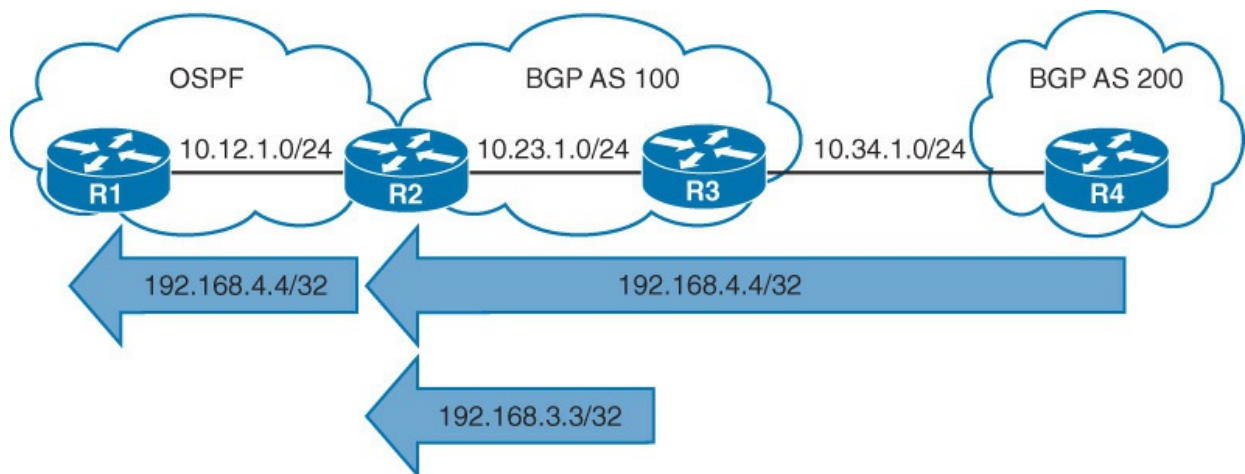 OSPF
BGP AS 100
BGP AS 200
10.12.1.0/24
10.23.1.0/24
10.34.1.0/24
R1
R2
R3
R4
192.168.4.4/32
192.168.4.4/32
192.168.3.3/32